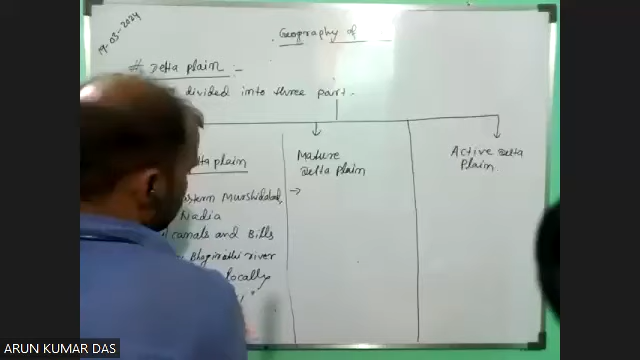 19-03-2024
Geography of
# Delta plain :-
divided into three part.
Delta plain
Eastern Murshidabad,
Nadia
canals and Bills
Bhagirathi river
locally
Mature
Delta plain
→
Active Delta
Plain
ARUN KUMAR DAS